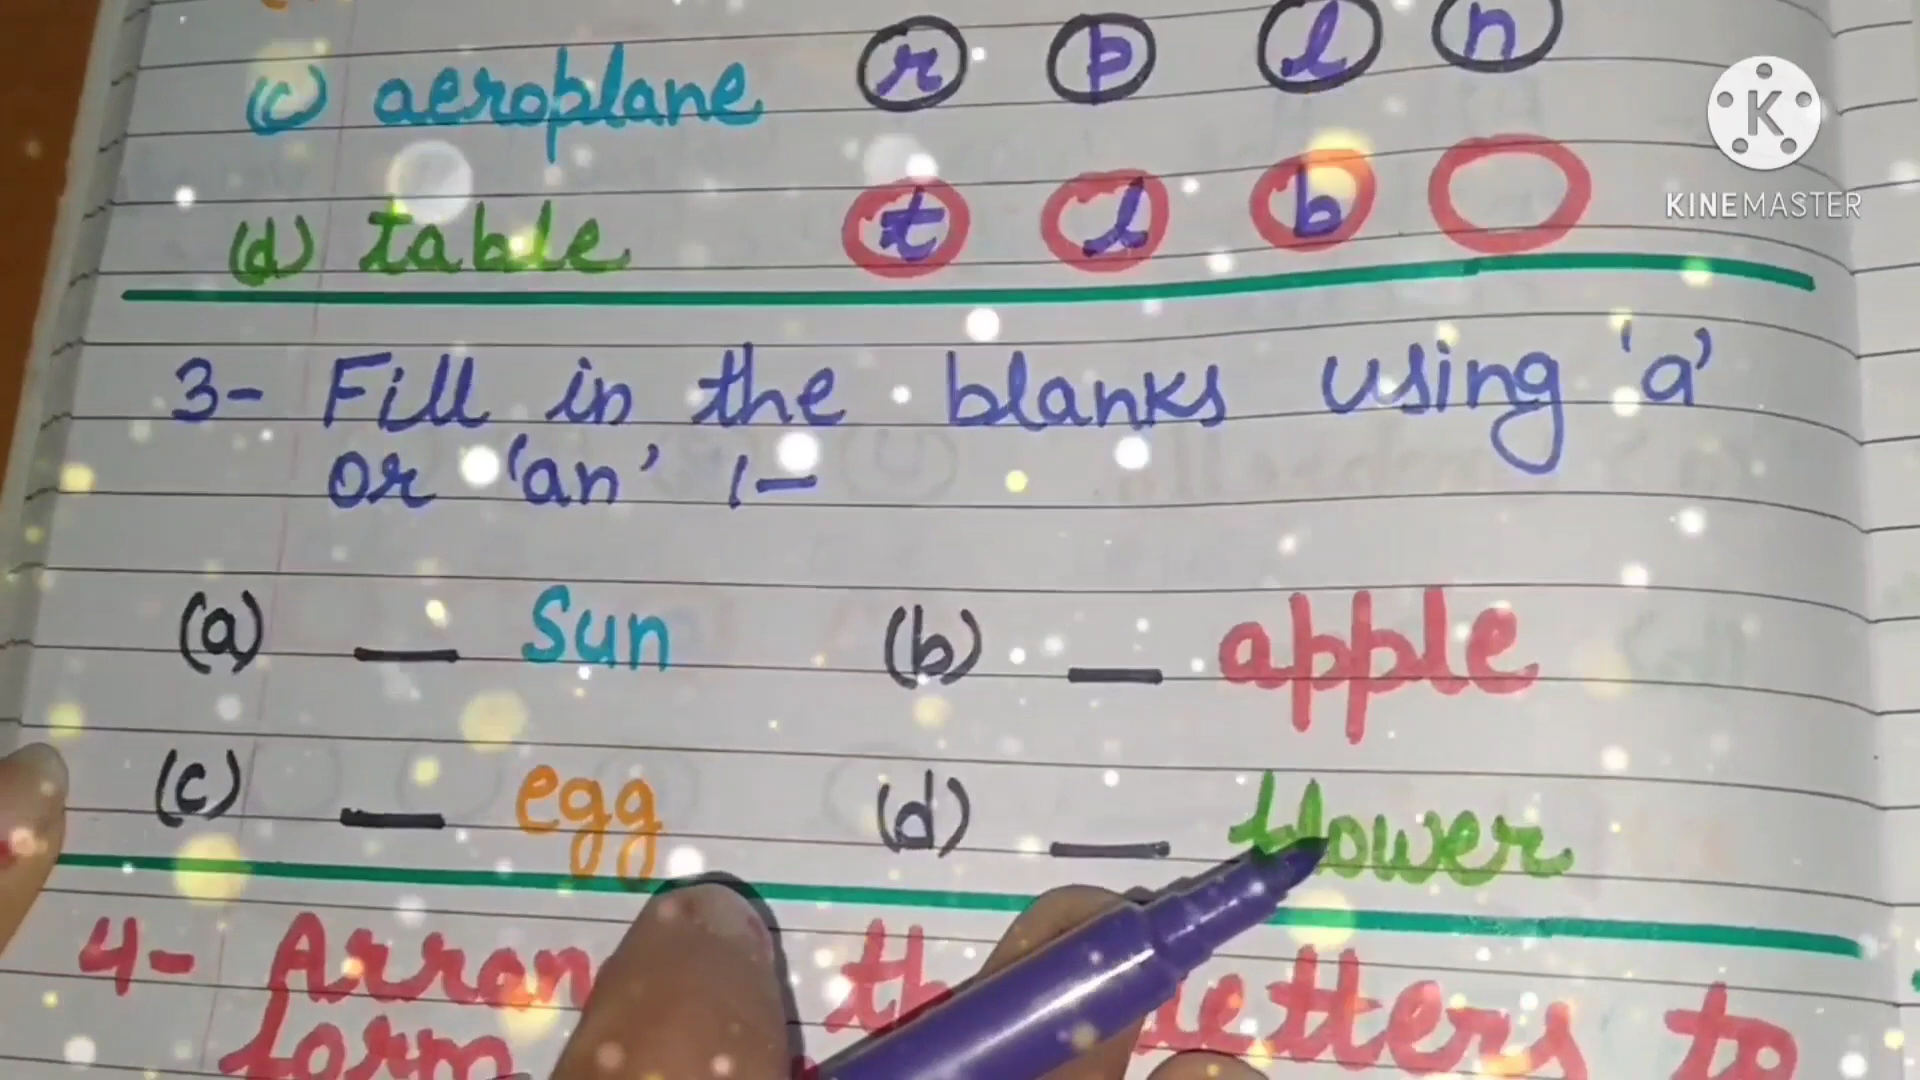 (c) aeroplane r p l n
(d) table t l b
3- Fill in the blanks using 'a'
or 'an' :-
(a) __ Sun (b) __ apple
(c) __ egg (d) __ flower
4- letters to
form
K
KINEMASTER